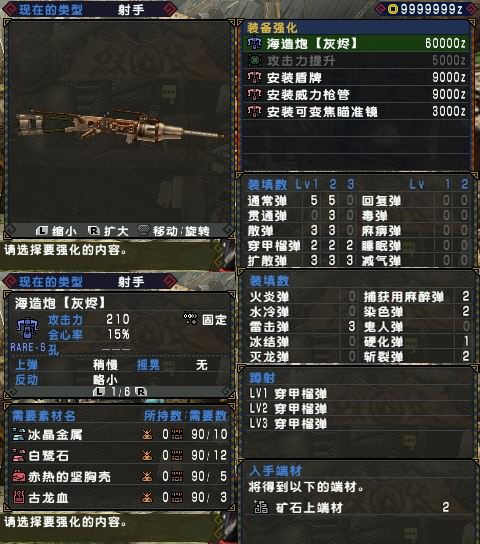 现在的类型 射手
缩小 扩大 移动/旋转
请选择要强化的内容。
9999999z
装备强化
海造炮【灰烬】 60000z
攻击力提升 5000z
安装盾牌 9000z
安装威力枪管 9000z
安装可变焦瞄准镜 3000z
装填数 Lv1 2 3 Lv 1 2
通常弹 5 5 0 回复弹 0 0
贯通弹 0 3 0 毒弹 0 0
散弹 3 3 0 麻痹弹 0 0
穿甲榴弹 2 2 2 睡眠弹 0 0
扩散弹 3 3 3 减气弹 0 0
现在的类型 射手
海造炮【灰烬】
攻击力 210 固定
会心率 15%
RARE-6 孔 ―――
上弹 稍慢 摇晃 无
反动 略小
L 1/6 R
装填数
火炎弹 0 捕获用麻醉弹 2
水冷弹 0 染色弹 2
雷击弹 3 鬼人弹 0
冰结弹 0 硬化弹 1
灭龙弹 0 斩裂弹 2
蹲射
LV1 穿甲榴弹
LV2 穿甲榴弹
LV3 穿甲榴弹
需要素材名 所持数/需要数
冰晶金属 0 90/10
白鹭石 0 90/12
赤热的坚胸壳 0 90/ 5
古龙血 0 90/ 3
请选择要强化的内容。
入手端材
将得到以下的端材。
矿石上端材 2